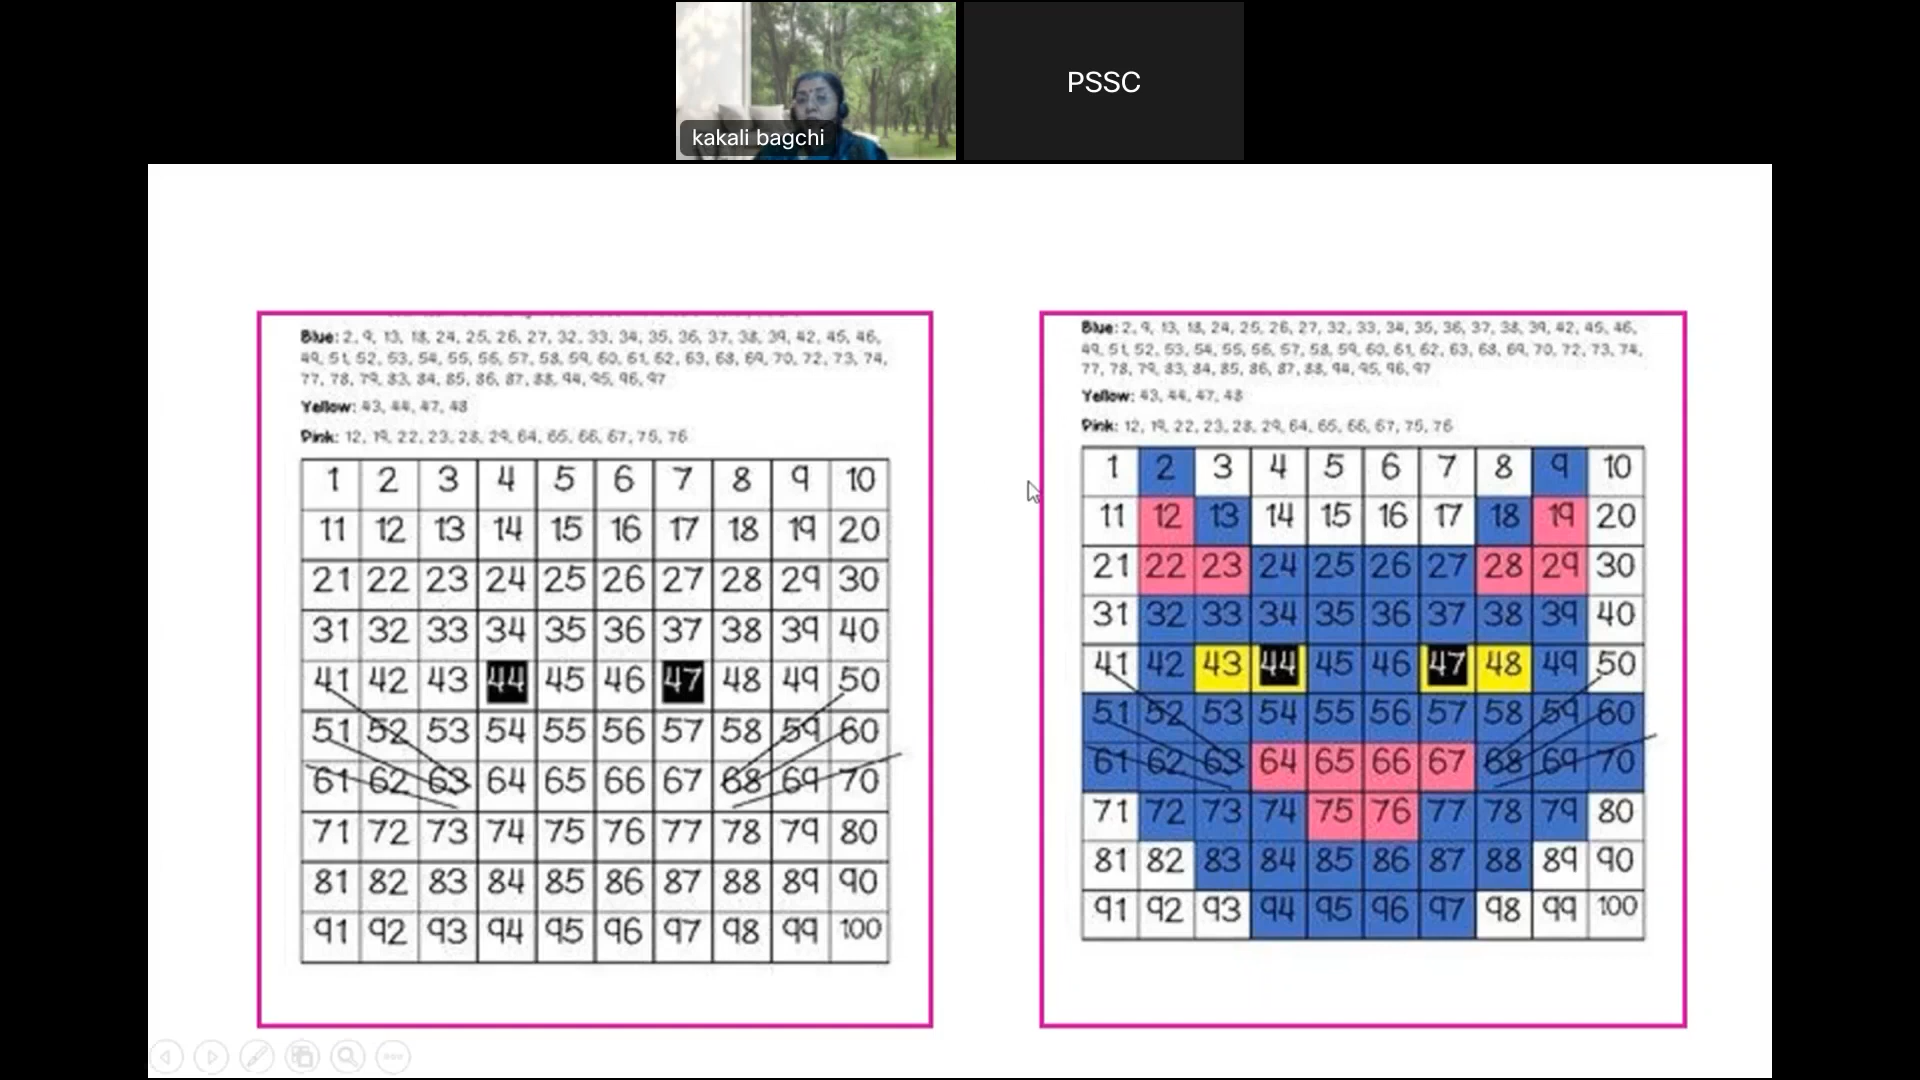 PSSC
kakali bagchi
Blue: 2, 9, 13, 18, 24, 25, 26, 27, 32, 33, 34, 35, 36, 37, 38, 39, 42, 45, 46,
49, 51, 52, 53, 54, 55, 56, 57, 58, 59, 60, 61, 62, 63, 68, 69, 70, 72, 73, 74,
77, 78, 79, 83, 84, 85, 86, 87, 88, 94, 95, 96, 97
Yellow: 43, 44, 47, 48
Pink: 12, 19, 22, 23, 28, 29, 64, 65, 66, 67, 75, 76
1 2 3 4 5 6 7 8 9 10
11 12 13 14 15 16 17 18 19 20
21 22 23 24 25 26 27 28 29 30
31 32 33 34 35 36 37 38 39 40
41 42 43 44 45 46 47 48 49 50
51 52 53 54 55 56 57 58 59 60
61 62 63 64 65 66 67 68 69 70
71 72 73 74 75 76 77 78 79 80
81 82 83 84 85 86 87 88 89 90
91 92 93 94 95 96 97 98 99 100
Blue: 2, 9, 13, 18, 24, 25, 26, 27, 32, 33, 34, 35, 36, 37, 38, 39, 42, 45, 46,
49, 51, 52, 53, 54, 55, 56, 57, 58, 59, 60, 61, 62, 63, 68, 69, 70, 72, 73, 74,
77, 78, 79, 83, 84, 85, 86, 87, 88, 94, 95, 96, 97
Yellow: 43, 44, 47, 48
Pink: 12, 19, 22, 23, 28, 29, 64, 65, 66, 67, 75, 76
1 2 3 4 5 6 7 8 9 10
11 12 13 14 15 16 17 18 19 20
21 22 23 24 25 26 27 28 29 30
31 32 33 34 35 36 37 38 39 40
41 42 43 44 45 46 47 48 49 50
51 52 53 54 55 56 57 58 59 60
61 62 63 64 65 66 67 68 69 70
71 72 73 74 75 76 77 78 79 80
81 82 83 84 85 86 87 88 89 90
91 92 93 94 95 96 97 98 99 100